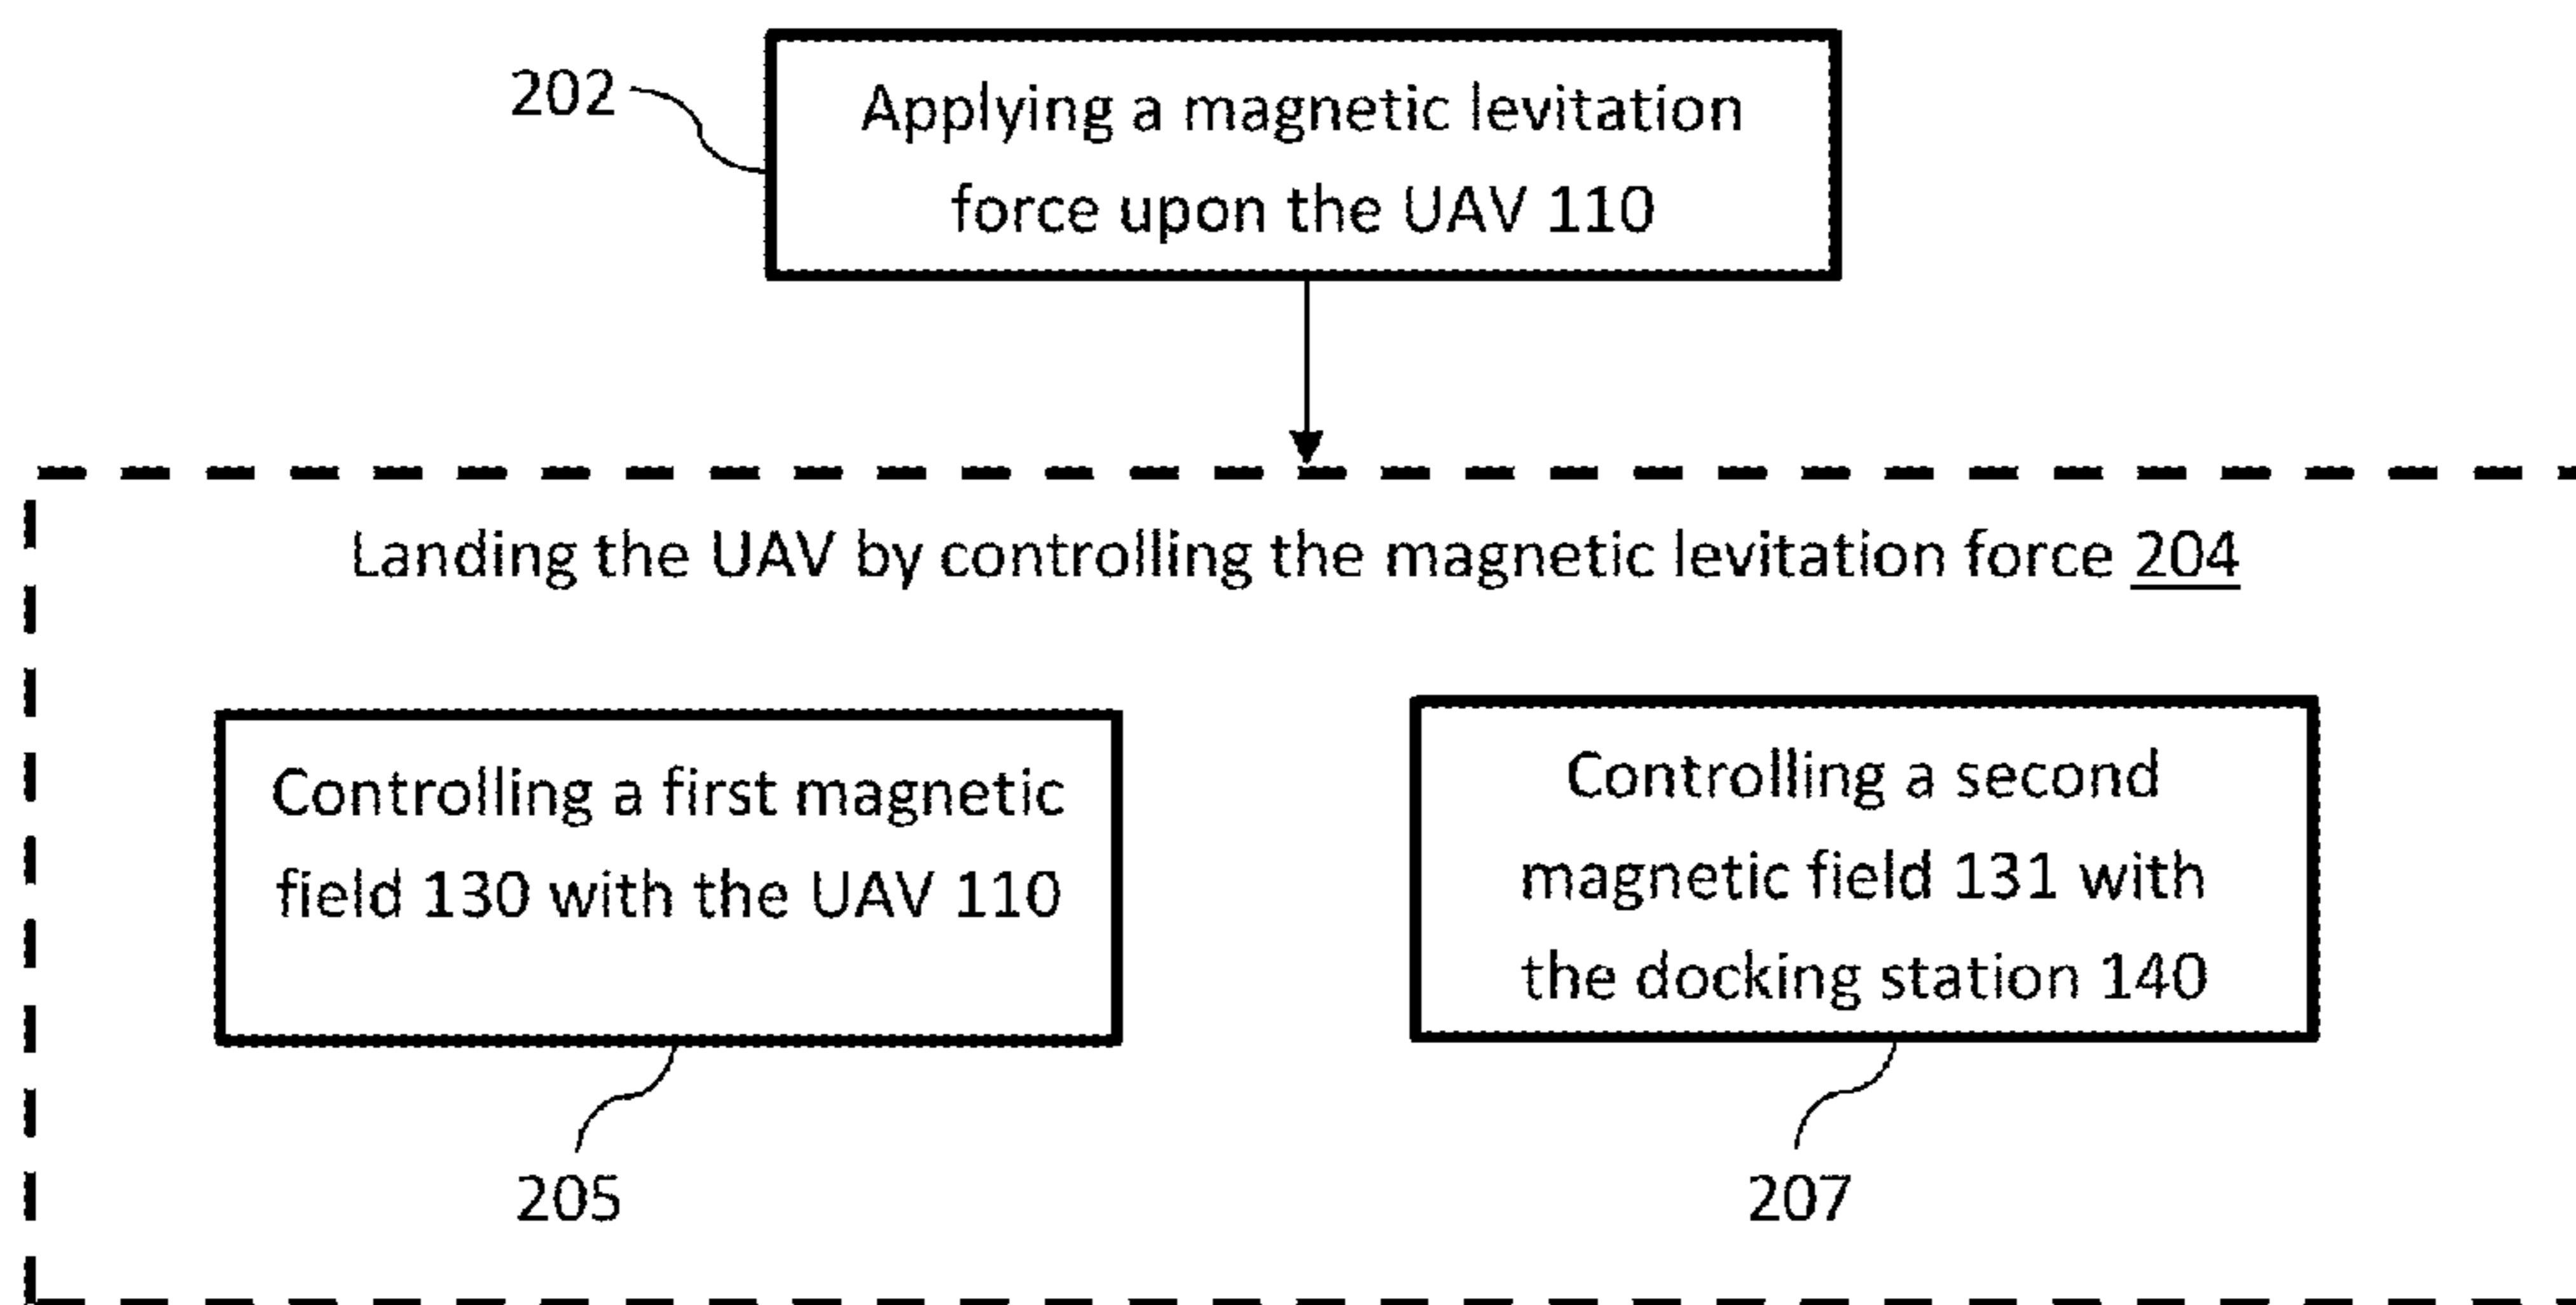 202
Applying a magnetic levitation
force upon the UAV 110
Landing the UAV by controlling the magnetic levitation force 204
Controlling a first magnetic
field 130 with the UAV 110
Controlling a second
magnetic field 131 with
the docking station 140
205
207